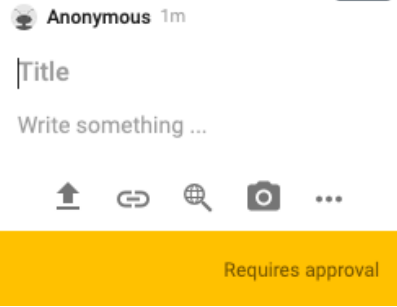 Anonymous 1m
Title
Write something ...
Requires approval